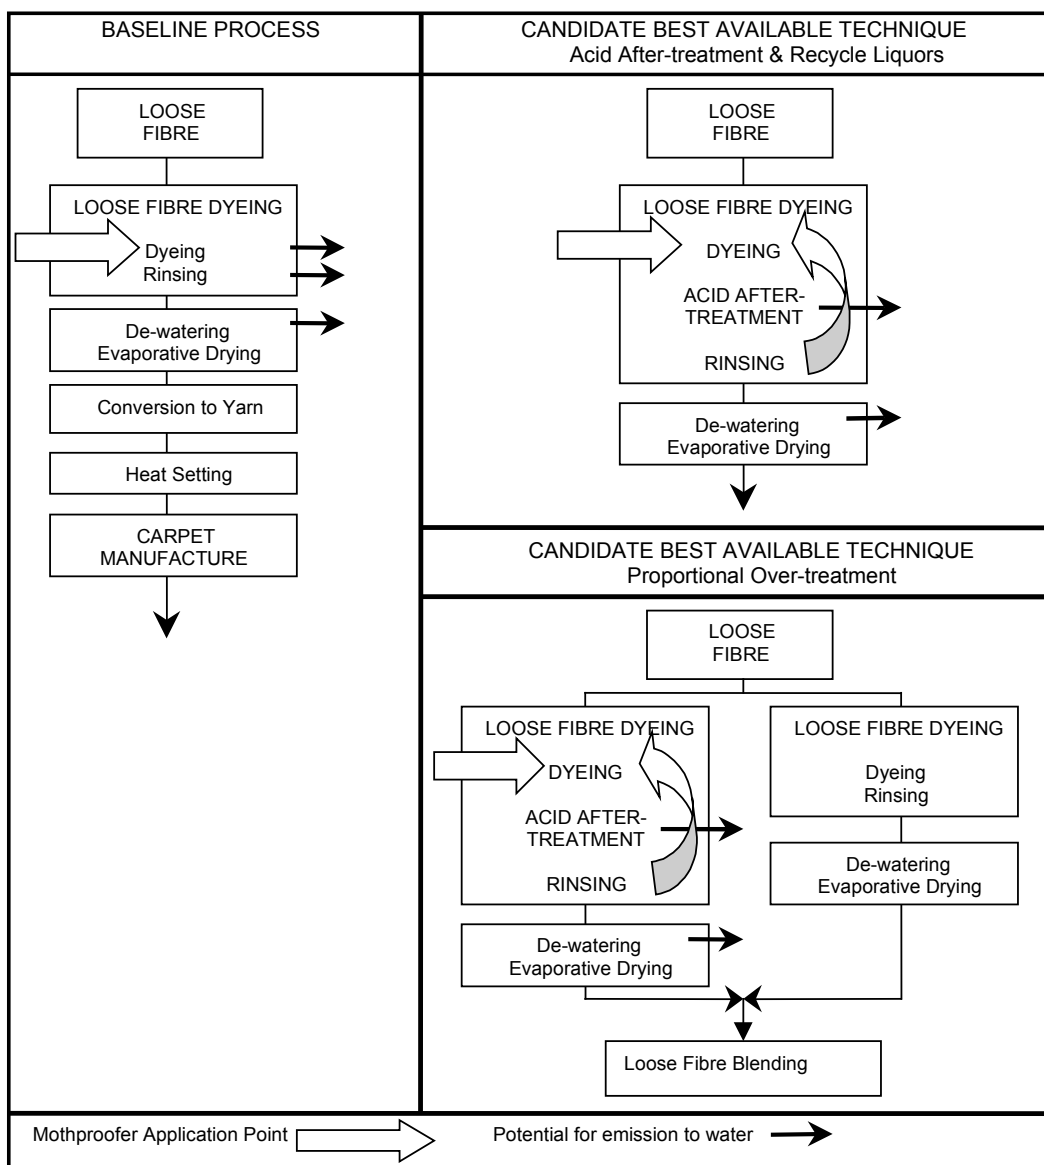 BASELINE PROCESS
LOOSE
FIBRE
LOOSE FIBRE DYEING
Dyeing
Rinsing
De-watering
Evaporative Drying
Conversion to Yarn
Heat Setting
CARPET
MANUFACTURE
CANDIDATE BEST AVAILABLE TECHNIQUE
Acid After-treatment & Recycle Liquors
LOOSE
FIBRE
LOOSE FIBRE DYEING
DYEING
ACID AFTER-
TREATMENT
RINSING
De-watering
Evaporative Drying
CANDIDATE BEST AVAILABLE TECHNIQUE
Proportional Over-treatment
LOOSE
FIBRE
LOOSE FIBRE DYEING
DYEING
ACID AFTER-
TREATMENT
RINSING
De-watering
Evaporative Drying
LOOSE FIBRE DYEING
Dyeing
Rinsing
De-watering
Evaporative Drying
Loose Fibre Blending
Mothproofer Application Point
Potential for emission to water